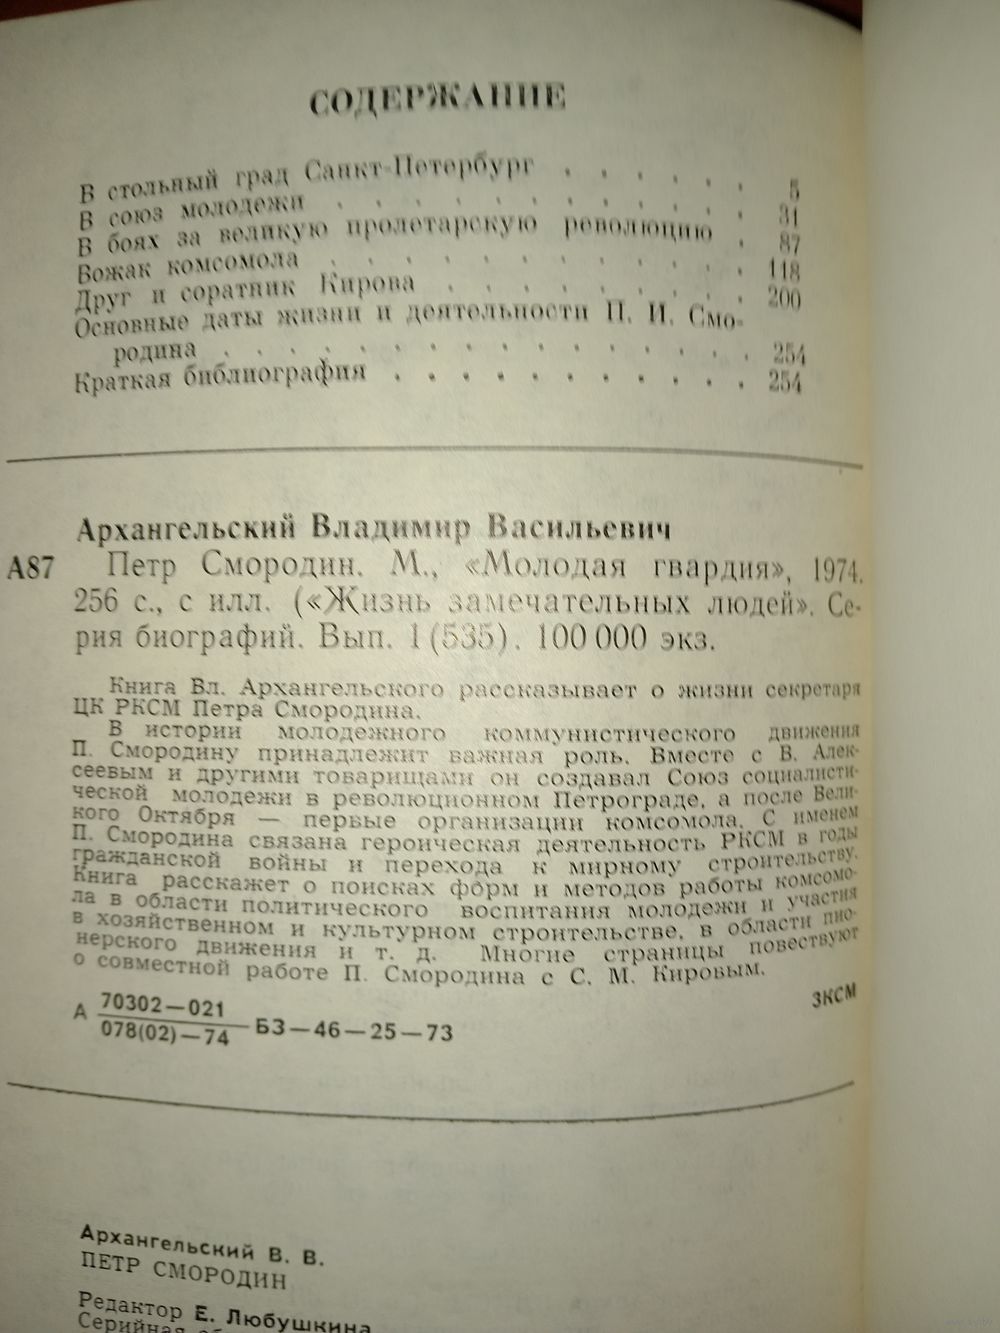 СОДЕРЖАНИЕ
В стольный град Санкт-Петербург . . . . . . 5
В союз молодежи . . . . . . . . . . . 31
В боях за великую пролетарскую революцию . 87
Вожак комсомола . . . . . . . . . . . 118
Друг и соратник Кирова . . . . . . . . 200
Основные даты жизни и деятельности П. И. Смо-
родина . . . . . . . . . . . . . . . 254
Краткая библиография . . . . . . . . . . . 254
Архангельский Владимир Васильевич
А87 Петр Смородин. М., «Молодая гвардия», 1974.
256 с., с илл. («Жизнь замечательных людей». Се-
рия биографий. Вып. 1(535). 100 000 экз.
Книга Вл. Архангельского рассказывает о жизни секретаря
ЦК РКСМ Петра Смородина.
В истории молодежного коммунистического движения
П. Смородину принадлежит важная роль. Вместе с В. Алек-
сеевым и другими товарищами он создавал Союз социалисти-
ческой молодежи в революционном Петрограде, а после Вели-
кого Октября — первые организации комсомола. С именем
П. Смородина связана героическая деятельность РКСМ в годы
гражданской войны и перехода к мирному строительству.
Книга расскажет о поисках форм и методов работы комсомо-
ла в области политического воспитания молодежи и участия
в хозяйственном и культурном строительстве, в области пио-
нерского движения и т. д. Многие страницы повествуют
о совместной работе П. Смородина с С. М. Кировым.
А 70302—021
078(02)—74 БЗ—46—25—73
ЗКСМ
Архангельский В. В.
ПЕТР СМОРОДИН
Редактор Е. Любушкина
Серийная